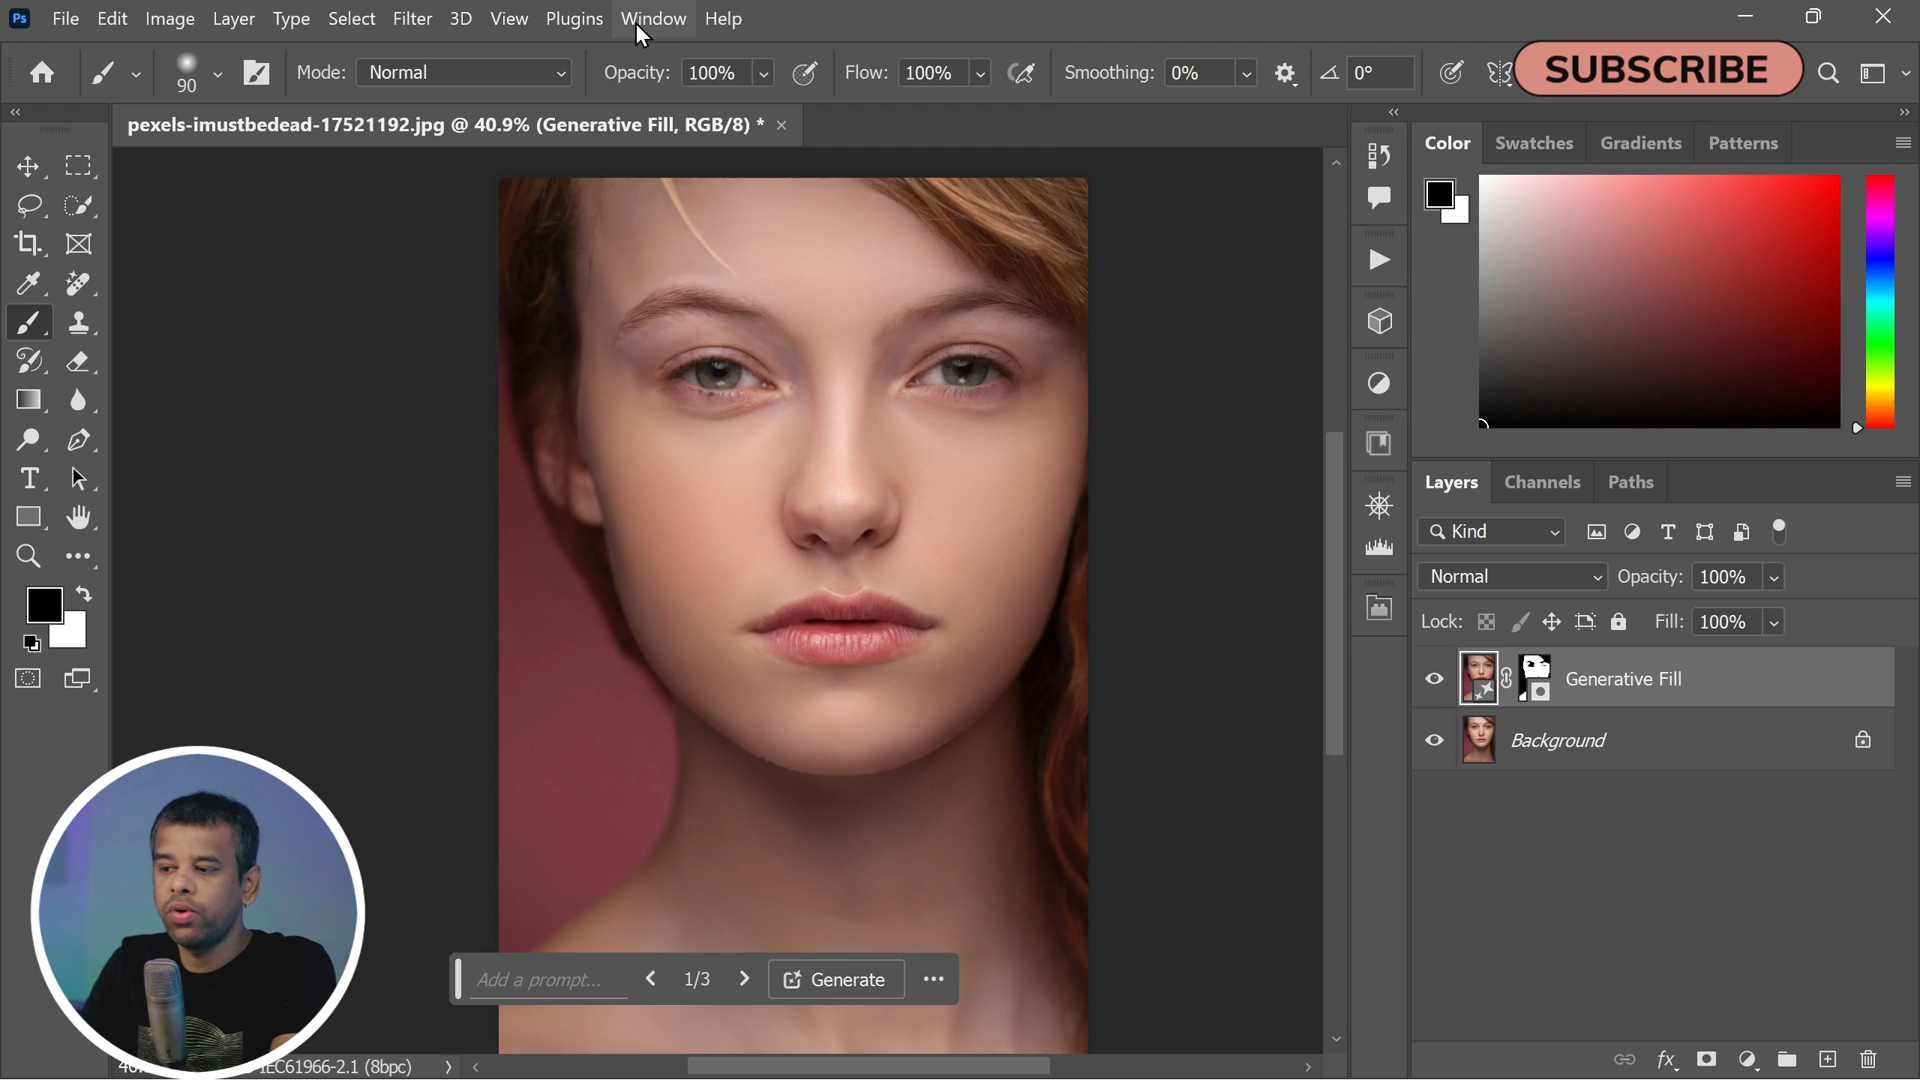 Ps File Edit Image Layer Type Select Filter 3D View Plugins Window Help
90 Mode: Normal Opacity: 100% Flow: 100% Smoothing: 0% 0° SUBSCRIBE
pexels-imustbedead-17521192.jpg @ 40.9% (Generative Fill, RGB/8) *
Color Swatches Gradients Patterns
Layers Channels Paths
Kind
Normal Opacity: 100%
Lock: Fill: 100%
Generative Fill
Background
Add a prompt... 1/3 Generate
IEC61966-2.1 (8bpc)
fx